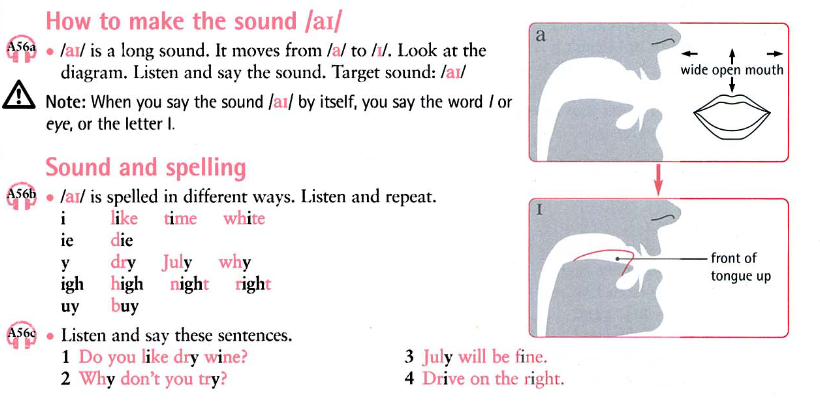 How to make the sound /aɪ/
A56a • /aɪ/ is a long sound. It moves from /a/ to /ɪ/. Look at the
diagram. Listen and say the sound. Target sound: /aɪ/
Note: When you say the sound /aɪ/ by itself, you say the word I or
eye, or the letter I.
a
wide open mouth
ɪ
front of
tongue up
Sound and spelling
A56b • /aɪ/ is spelled in different ways. Listen and repeat.
i like time white
ie die
y dry July why
igh high night right
uy buy
A56c • Listen and say these sentences.
1 Do you like dry wine?
2 Why don't you try?
3 July will be fine.
4 Drive on the right.